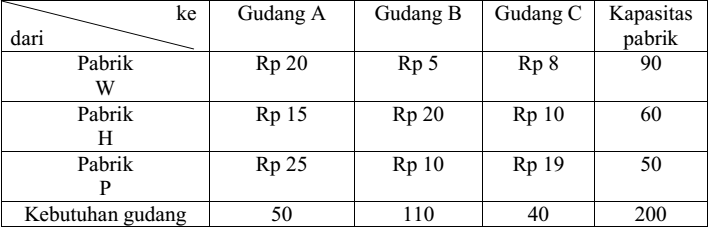 ke Gudang A Gudang B Gudang C Kapasitas
dari pabrik
Pabrik Rp 20 Rp 5 Rp 8 90
W
Pabrik Rp 15 Rp 20 Rp 10 60
H
Pabrik Rp 25 Rp 10 Rp 19 50
P
Kebutuhan gudang 50 110 40 200